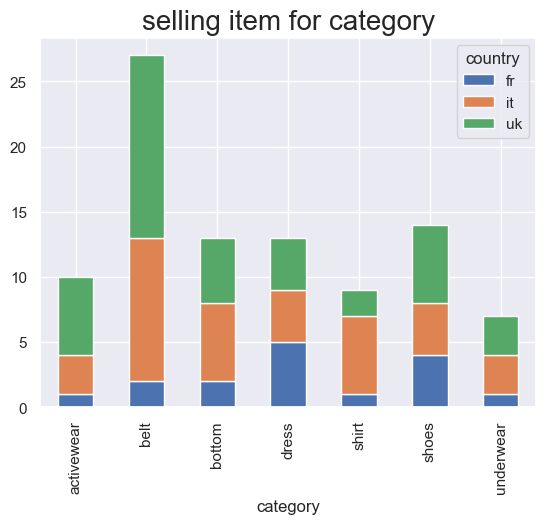 selling item for category
country
fr
it
uk
25
20
15
10
5
0
activewear
belt
bottom
dress
shirt
shoes
underwear
category